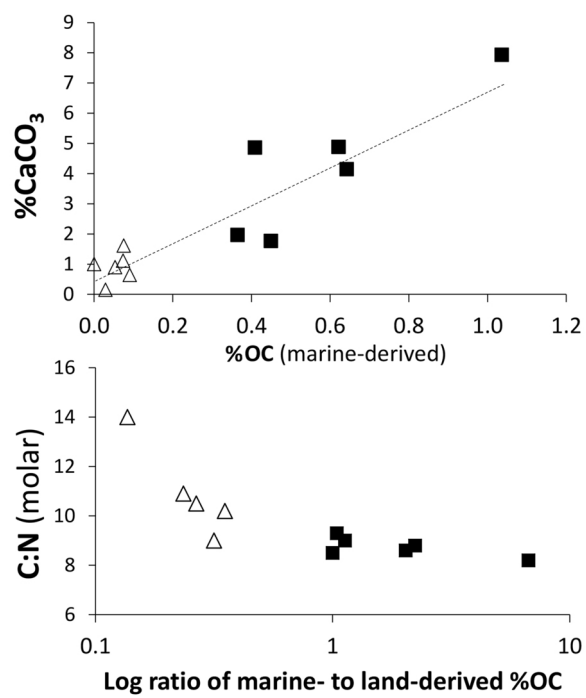 9
8
7
6
5
4
3
2
1
0
%CaCO₃
0.0 0.2 0.4 0.6 0.8 1.0 1.2
%OC (marine-derived)
16
14
12
10
8
6
C:N (molar)
0.1 1 10
Log ratio of marine- to land-derived %OC